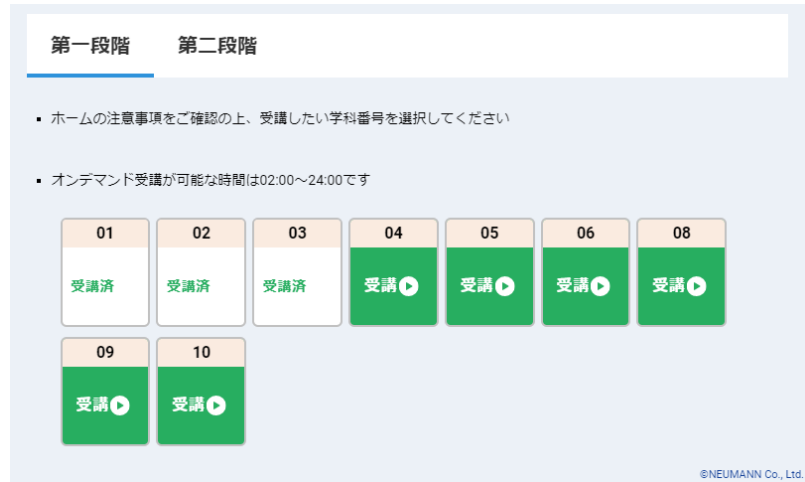 第一段階 第二段階
ホームの注意事項をご確認の上、受講したい学科番号を選択してください
オンデマンド受講が可能な時間は02:00～24:00です
01 02 03 04 05 06 08
受講済 受講済 受講済 受講 受講 受講 受講
09 10
受講 受講
©NEUMANN Co., Ltd.